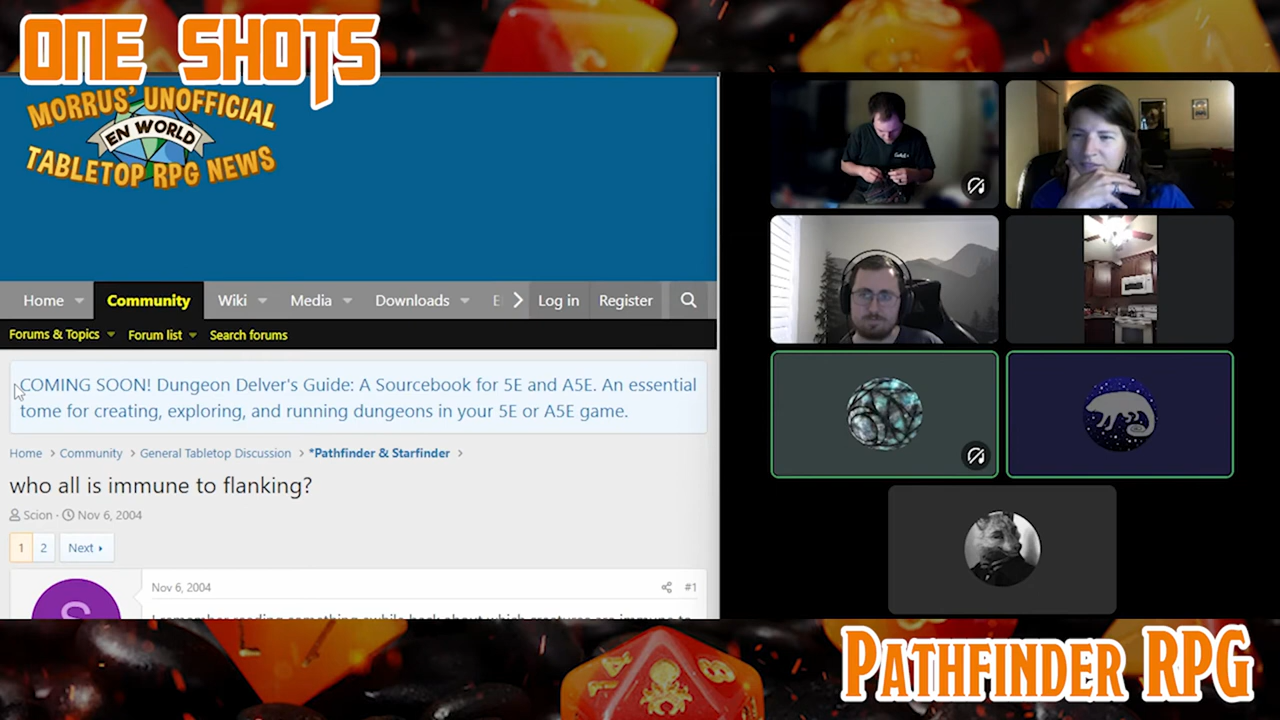 ONE SHOTS
MORRUS' UNOFFICIAL
EN WORLD
TABLETOP RPG NEWS
Home Community Wiki Media Downloads E Log in Register
Forums & Topics Forum list Search forums
COMING SOON! Dungeon Delver's Guide: A Sourcebook for 5E and A5E. An essential
tome for creating, exploring, and running dungeons in your 5E or A5E game.
Home > Community > General Tabletop Discussion > *Pathfinder & Starfinder >
who all is immune to flanking?
Scion · Nov 6, 2004
1 2 Next
S
Nov 6, 2004 #1
PATHFINDER RPG